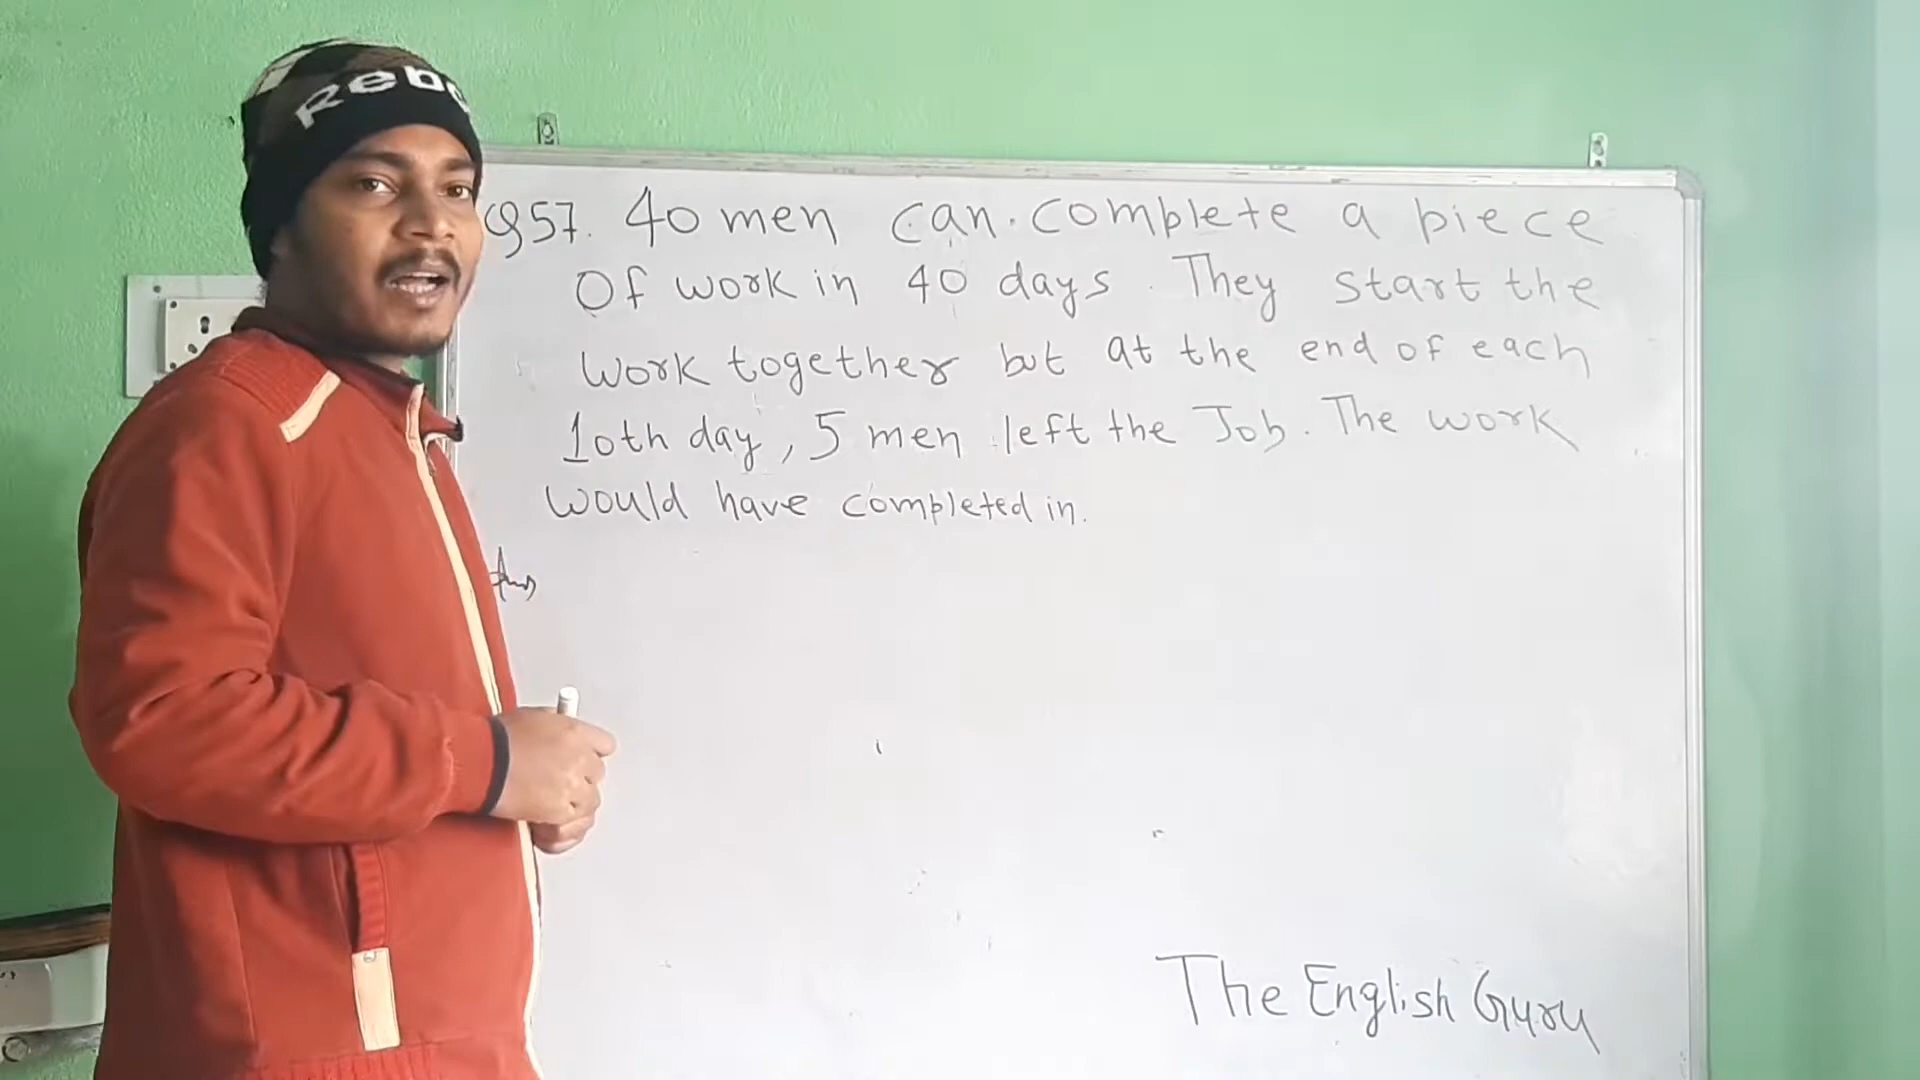 Reebo
Q57. 40 men can complete a piece
Of work in 40 days. They start the
work together but at the end of each
10th day, 5 men left the Job. The work
would have completed in.
Ans
The English Guru